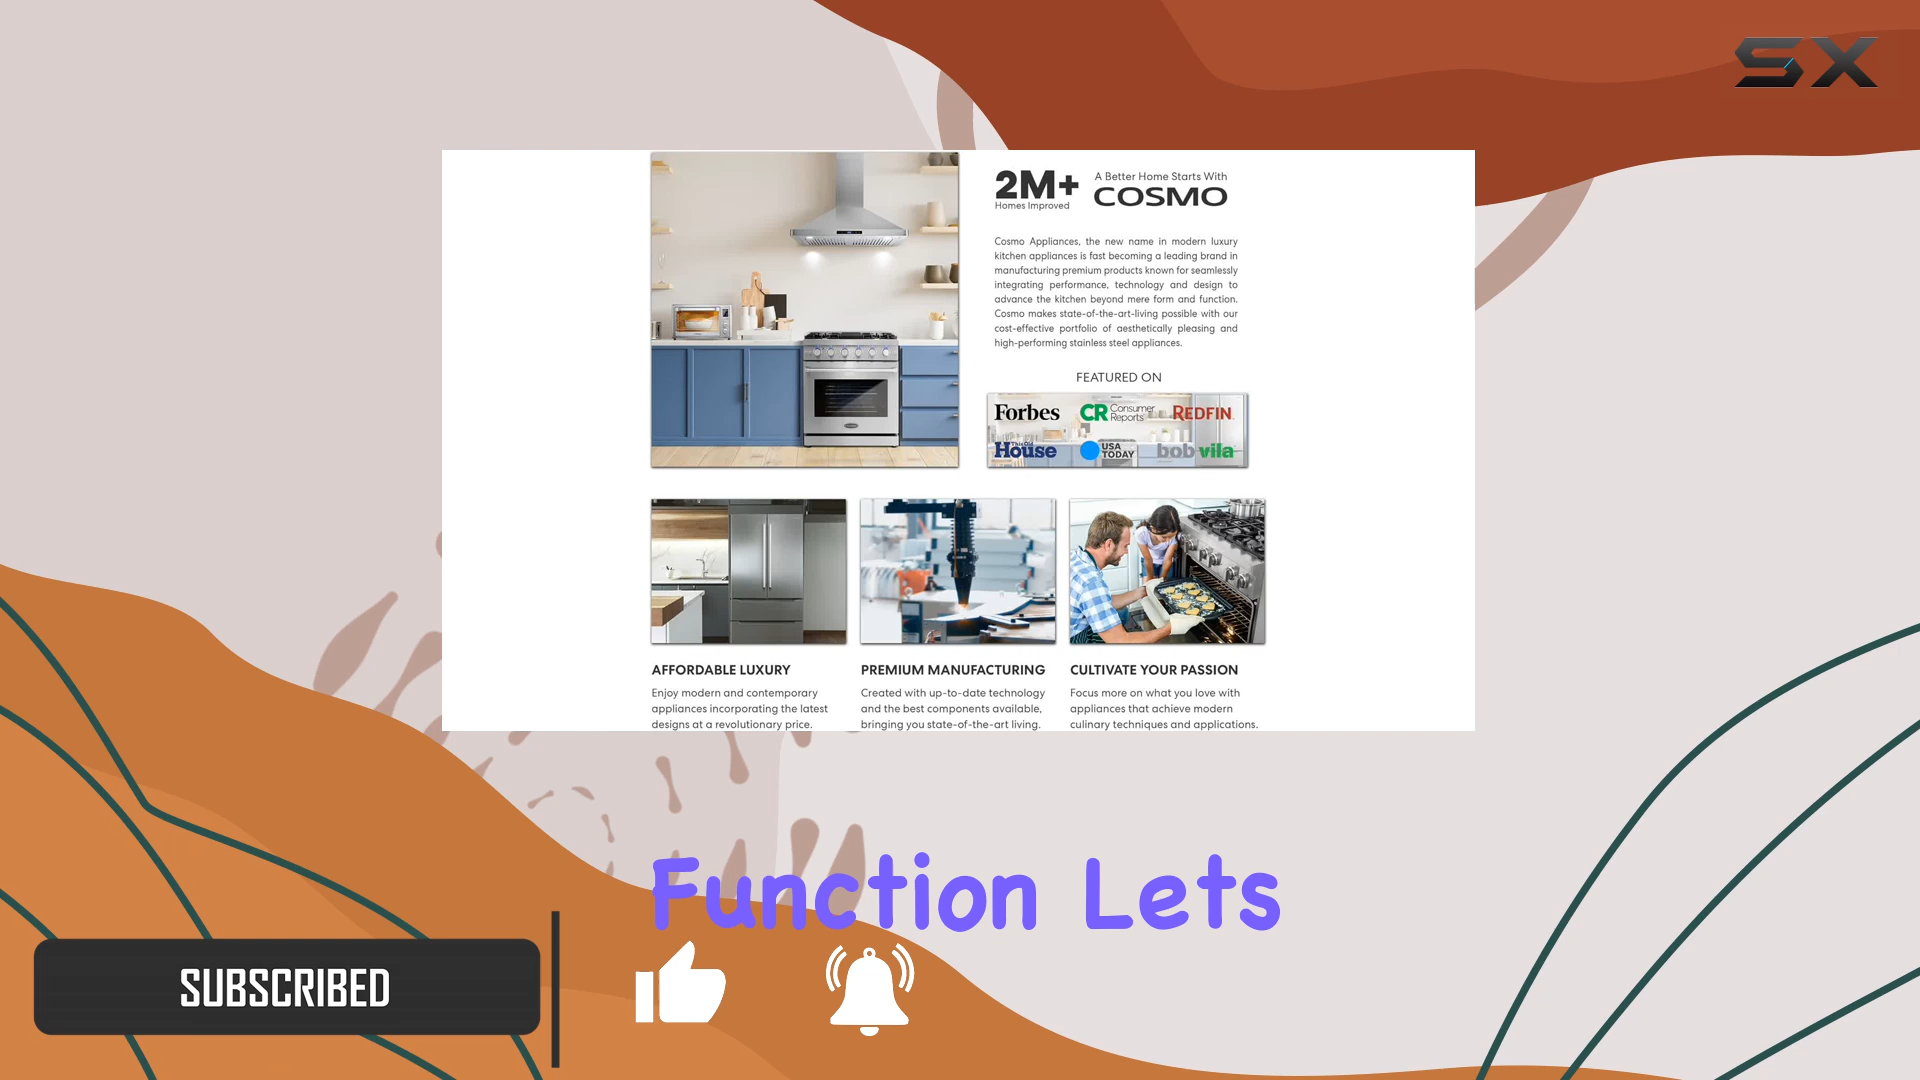 SX
2M+
Homes Improved
A Better Home Starts With
COSMO
Cosmo Appliances, the new name in modern luxury
kitchen appliances is fast becoming a leading brand in
manufacturing premium products known for seamlessly
integrating performance, technology and design to
advance the kitchen beyond mere form and function.
Cosmo makes state-of-the-art-living possible with our
cost-effective portfolio of aesthetically pleasing and
high-performing stainless steel appliances.
FEATURED ON
Forbes
CR Consumer Reports
REDFIN
This Old House
USA TODAY
bob vila
AFFORDABLE LUXURY
Enjoy modern and contemporary
appliances incorporating the latest
designs at a revolutionary price.
PREMIUM MANUFACTURING
Created with up-to-date technology
and the best components available,
bringing you state-of-the-art living.
CULTIVATE YOUR PASSION
Focus more on what you love with
appliances that achieve modern
culinary techniques and applications.
Function Lets
SUBSCRIBED